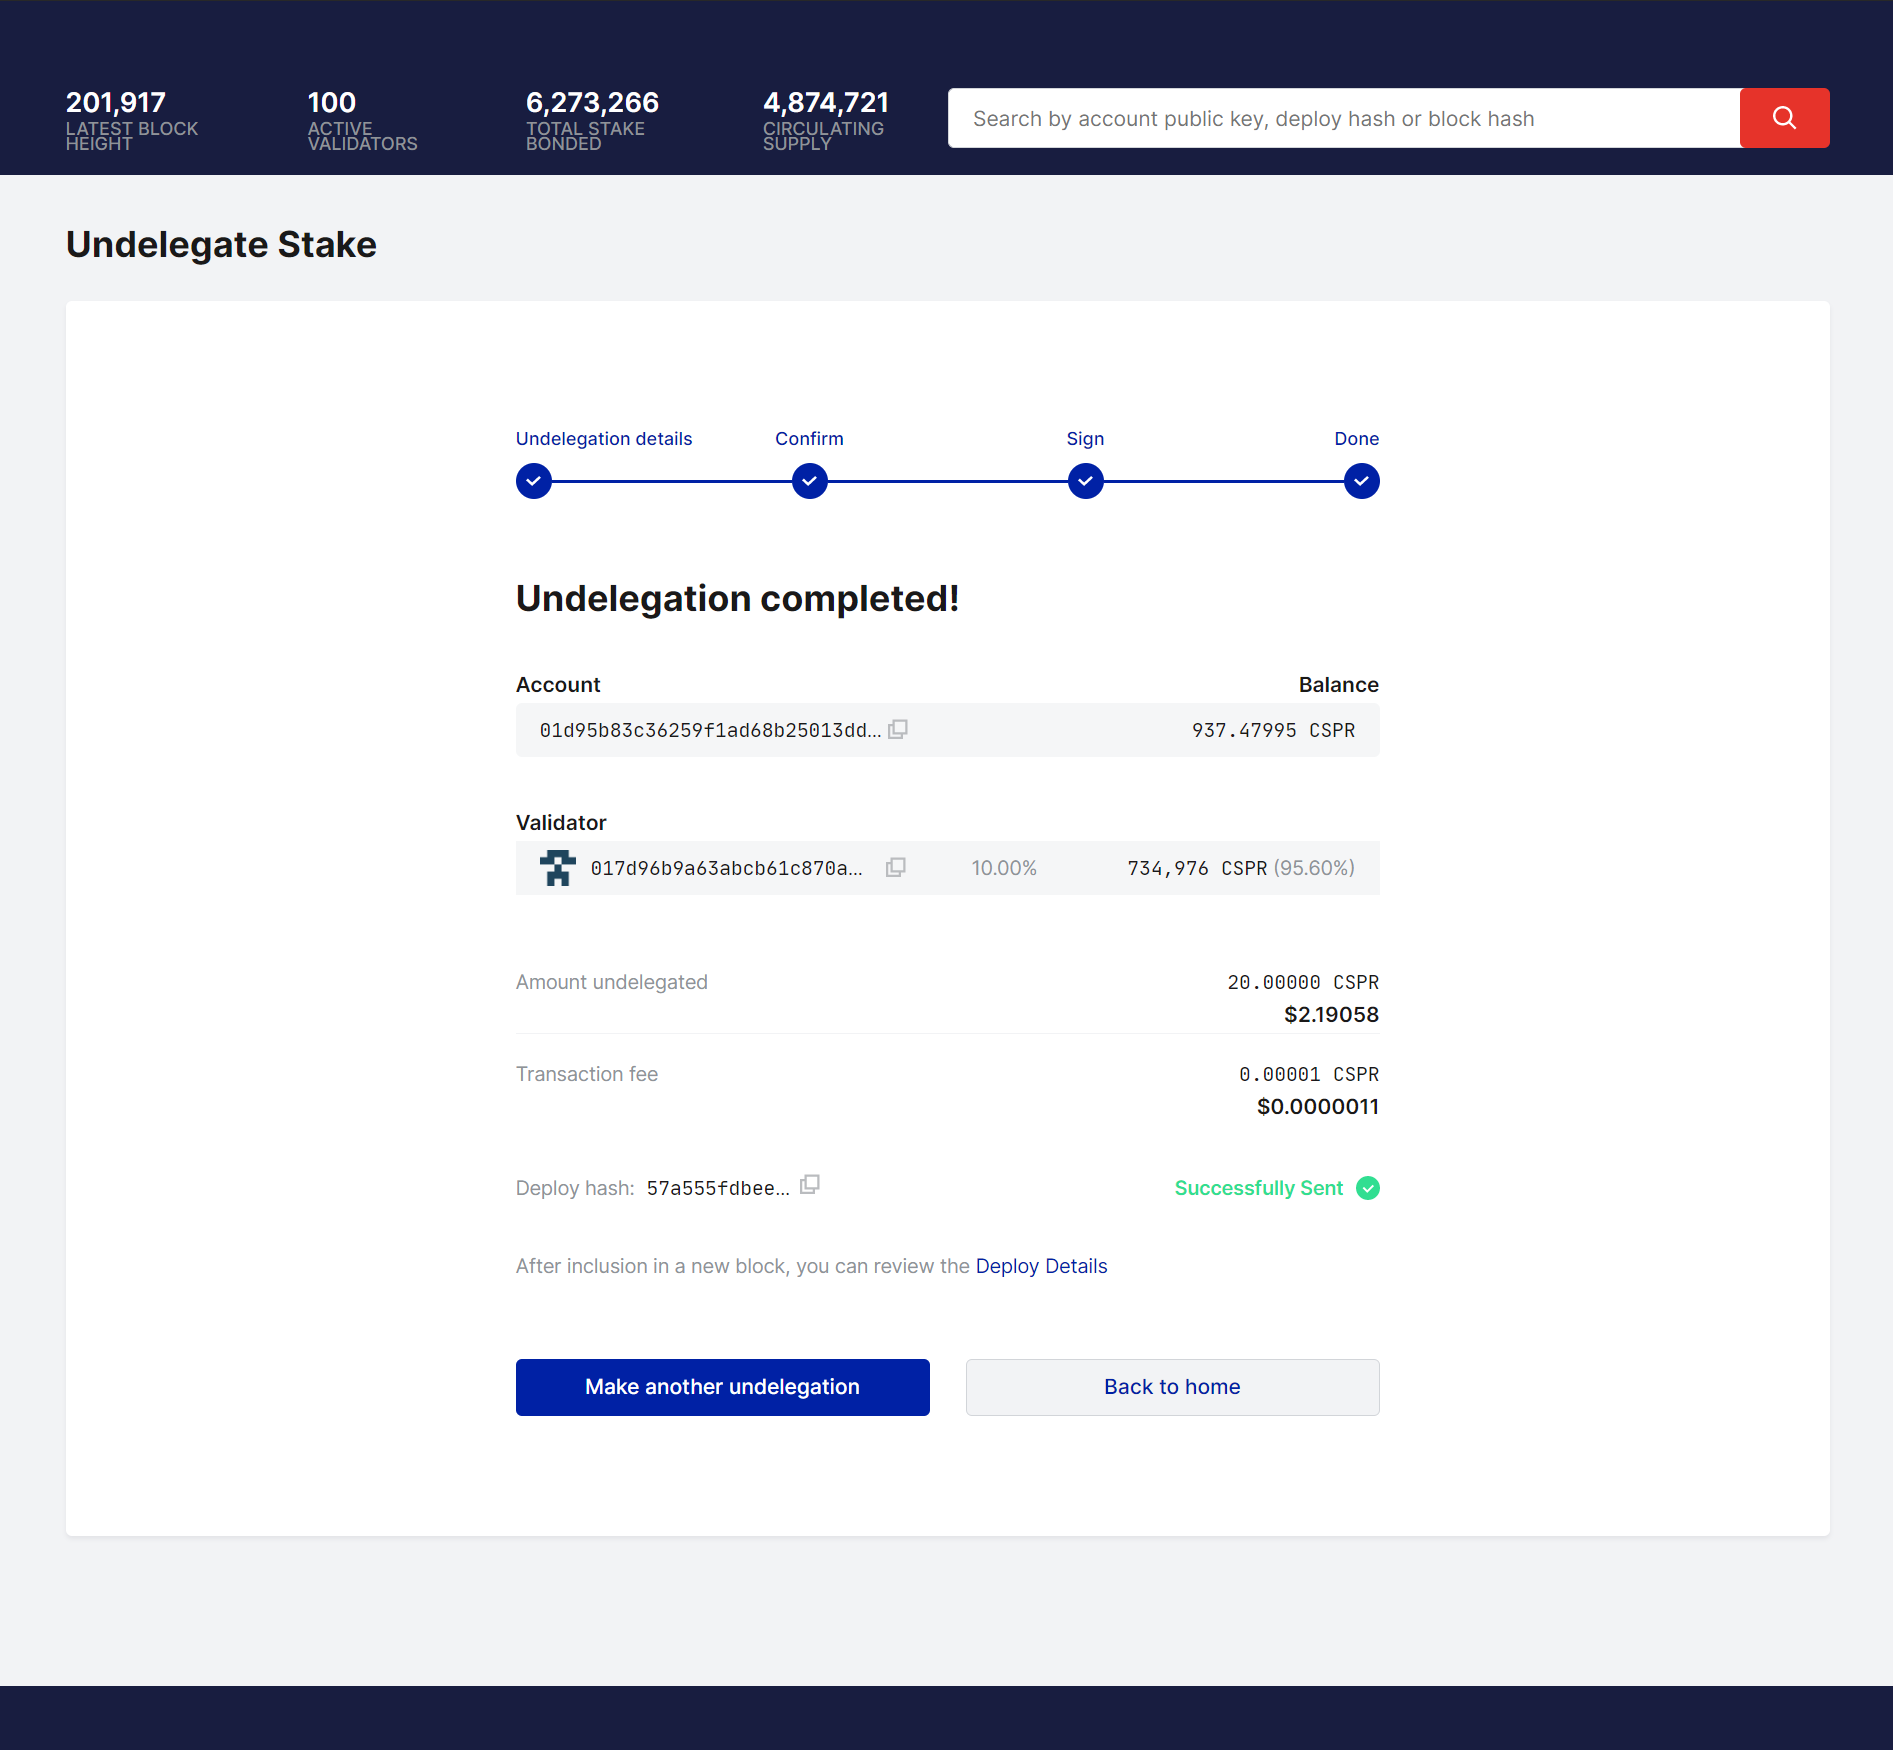 201,917
LATEST BLOCK
HEIGHT
100
ACTIVE
VALIDATORS
6,273,266
TOTAL STAKE
BONDED
4,874,721
CIRCULATING
SUPPLY
Search by account public key, deploy hash or block hash
Undelegate Stake
Undelegation details
Confirm
Sign
Done
Undelegation completed!
Account
Balance
01d95b83c36259f1ad68b25013dd...
937.47995 CSPR
Validator
017d96b9a63abcb61c870a...
10.00%
734,976 CSPR (95.60%)
Amount undelegated
20.00000 CSPR
$2.19058
Transaction fee
0.00001 CSPR
$0.0000011
Deploy hash: 57a555fdbee...
Successfully Sent
After inclusion in a new block, you can review the Deploy Details
Make another undelegation
Back to home